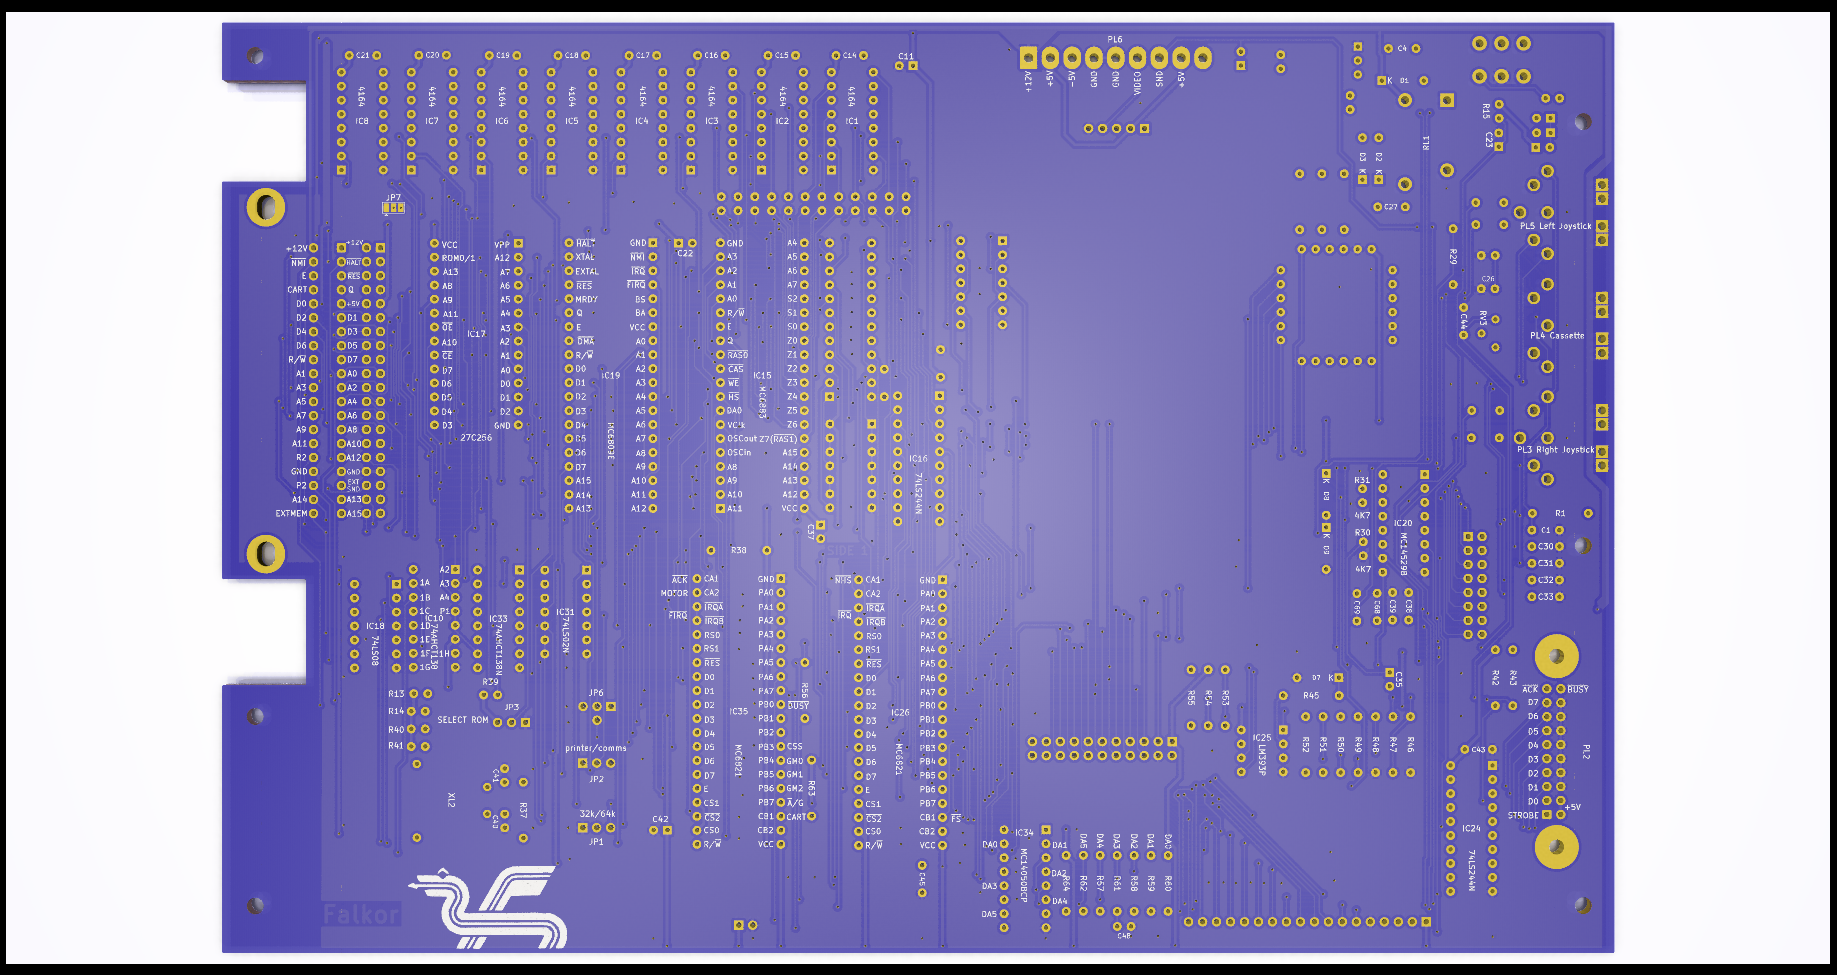 C21
C20
C19
C18
C17
C16
C15
C14
C11
PL6
C4
D1
K
4164
4164
4164
4164
4164
4164
4164
4164
IC8
IC7
IC6
IC5
IC4
IC3
IC2
IC1
+12V
+5V
-5V
GND
GND
VIDEO
SND
+5V
R15
C23
T18
D3
D2
K
K
C27
JP7
PL5 Left Joystick
R29
C26
C44
RV3
PL4 Cassette
PL3 Right Joystick
+12V
NMI
E
CART
D0
D2
D4
D6
R/W
A1
A3
A5
A7
A9
A11
R2
GND
P2
A14
EXTMEM
+12V
HALT
RES
Q
+5V
D1
D3
D5
D7
A0
A2
A4
A6
A8
A10
A12
GND
EXT
SND
A13
A15
VCC
ROM0/1
A13
A8
A9
A11
OE
A10
CE
D7
D6
D5
D4
D3
IC17
27C256
VPP
A12
A7
A6
A5
A4
A3
A2
A1
A0
D0
D1
D2
GND
HALT
XTAL
EXTAL
RES
MRDY
Q
E
DMA
R/W
D0
D1
D2
D3
D4
D5
D6
D7
A15
A14
A13
IC19
MC6803E
GND
NMI
IRQ
FIRQ
BS
BA
VCC
A0
A1
A2
A3
A4
A5
A6
A7
A8
A9
A10
A11
A12
C22
GND
A3
A2
A1
A0
R/W
E
Q
RAS0
CAS
WE
HS
DA0
VClk
OSCout
OSCin
A8
A9
A10
A11
IC15
MC6883
A4
A5
A6
A7
S2
S1
S0
Z0
Z1
Z2
Z3
Z4
Z5
Z6
Z7(RAS1)
A15
A14
A13
A12
VCC
IC16
74LS244N
C37
SIDE
R38
K
D8
K
D9
R31
4K7
R30
4K7
IC20
MC14529B
R1
C1
C30
C31
C32
C33
C69
C68
C39
C38
IC18
74LS08
1A
1B
1C
1D
1E
1F
1G
A2
A3
A4
P1
1H
IC10
74AHCT138
IC33
74AHCT138N
IC31
74LS02N
R13
R14
R40
R41
R39
SELECT ROM
JP3
JP6
printer/comms
JP2
32k/64k
JP1
C41
C40
XL2
R37
C42
ACK
MOTOR
FIRQ
CA1
CA2
IRQA
IRQB
RS0
RS1
RES
D0
D1
D2
D3
D4
D5
D6
D7
E
CS1
CS2
CS0
R/W
IC35
MC6821
GND
PA0
PA1
PA2
PA3
PA4
PA5
PA6
PA7
PB0
PB1
PB2
PB3
PB4
PB5
PB6
PB7
CB1
CB2
VCC
R56
BUSY
CSS
GM0
GM1
GM2
A/G
CART
R63
NHS
IRQ
CA1
CA2
IRQA
IRQB
RS0
RS1
RES
D0
D1
D2
D3
D4
D5
D6
D7
E
CS1
CS2
CS0
R/W
IC26
MC6821
GND
PA0
PA1
PA2
PA3
PA4
PA5
PA6
PA7
PB0
PB1
PB2
PB3
PB4
PB5
PB6
PB7
CB1
CB2
VCC
FS
C45
R55
R54
R53
D7
K
R45
C35
IC25
LM393P
R52
R51
R50
R49
R48
R47
R46
R42
R43
ACK
D7
D6
D5
D4
D3
D2
D1
D0
STROBE
BUSY
PL2
+5V
C43
IC24
74LS244N
IC34
MC14050BCP
DA0
DA3
DA5
DA1
DA2
DA4
DA5
DA4
DA3
DA2
DA1
DA0
R64
R62
R57
R61
R58
R59
R60
C48
Falkor